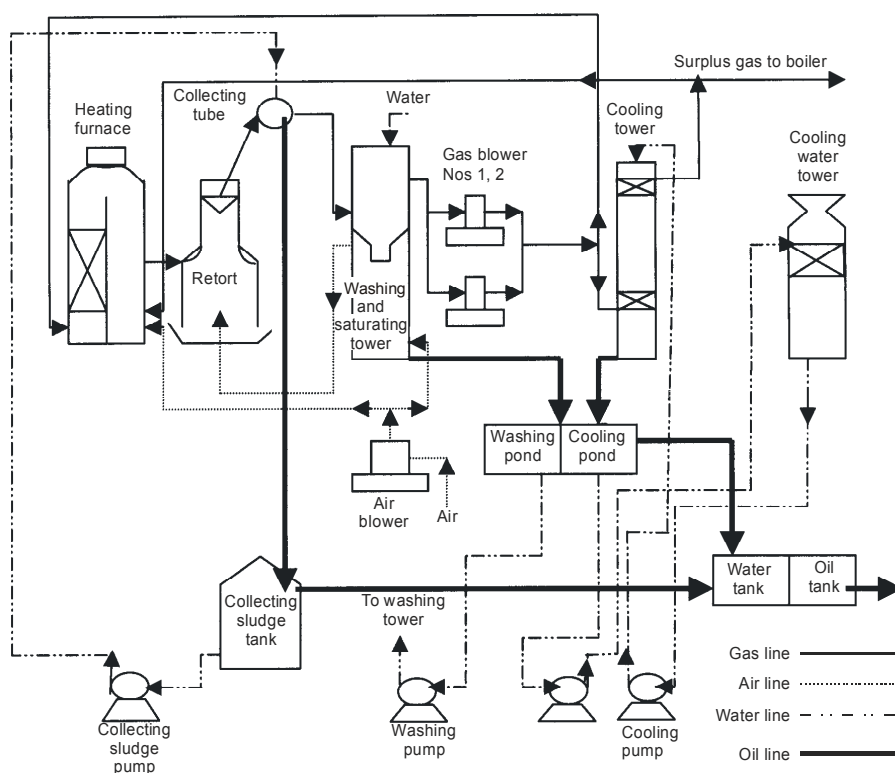 Surplus gas to boiler
Collecting
tube
Heating
furnace
Water
Cooling
tower
Cooling
water
tower
Gas blower
Nos 1, 2
Retort
Washing
and
saturating
tower
Washing
pond
Cooling
pond
Air
blower
Air
Water
tank
Oil
tank
Collecting
sludge
tank
To washing
tower
Gas line
Air line
Water line
Oil line
Collecting
sludge
pump
Washing
pump
Cooling
pump